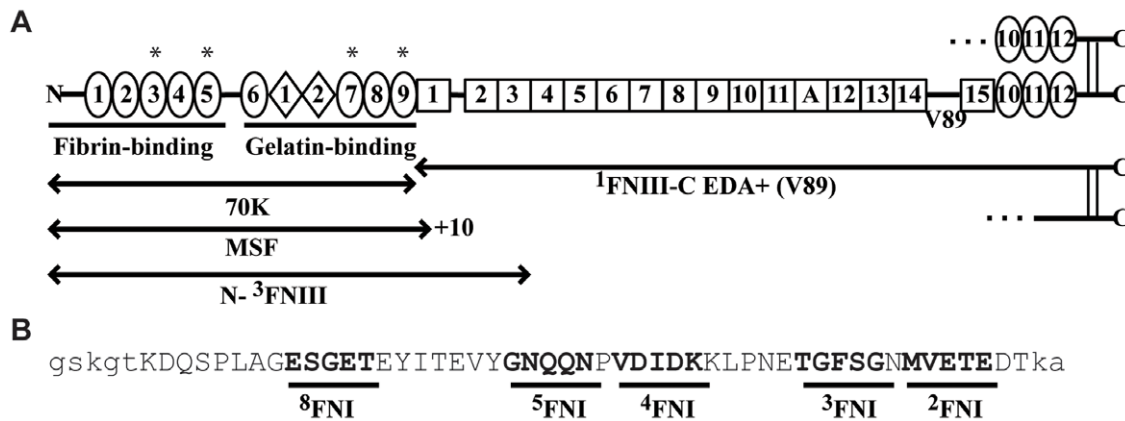 A
* * * *
... 10 11 12 C
N 1 2 3 4 5 6 1 2 7 8 9 1 2 3 4 5 6 7 8 9 10 11 A 12 13 14 15 10 11 12 C
V89
Fibrin-binding Gelatin-binding
C
¹FNIII-C EDA+ (V89)
70K
... C
+10
MSF
N- ³FNIII
B
gskgtKDQSPLAGESGETEYITEVYGNQQNPVDIDKKLPNETGFSGNMVETEDTka
⁸FNI ⁵FNI ⁴FNI ³FNI ²FNI